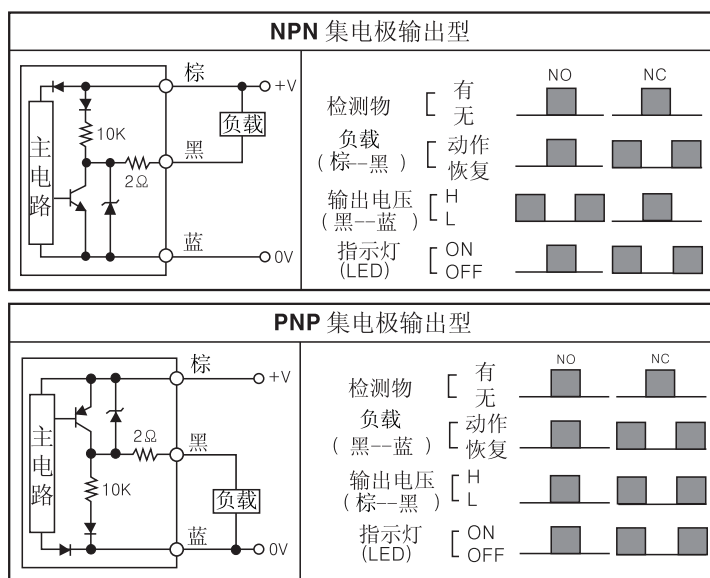 NPN 集电极输出型
棕
+V
负载
10K
黑
主电路
2Ω
蓝
0V
NO NC
检测物 [ 有
无
负载 [ 动作
(棕--黑) 恢复
输出电压 [ H
(黑--蓝) L
指示灯 [ ON
(LED) OFF
PNP 集电极输出型
棕
+V
主电路
2Ω
黑
10K
负载
蓝
0V
NO NC
检测物 [ 有
无
负载 [ 动作
(黑--蓝) 恢复
输出电压 [ H
(棕--黑) L
指示灯 [ ON
(LED) OFF